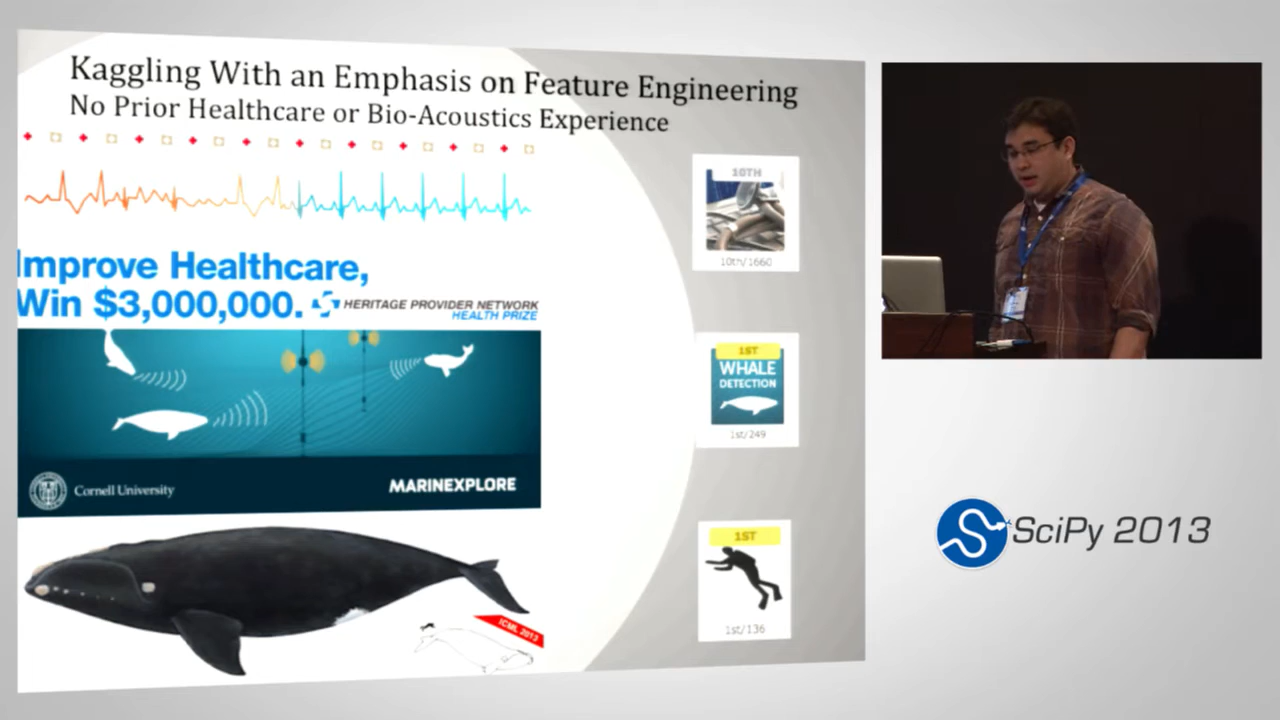 Kaggling With an Emphasis on Feature Engineering
No Prior Healthcare or Bio-Acoustics Experience
Improve Healthcare,
Win $3,000,000.
HERITAGE PROVIDER NETWORK
HEALTH PRIZE
Cornell University
MARINEXPLORE
ICML 2013
10TH
10th/1660
1ST
WHALE
DETECTION
1st/249
1ST
1st/136
SciPy 2013